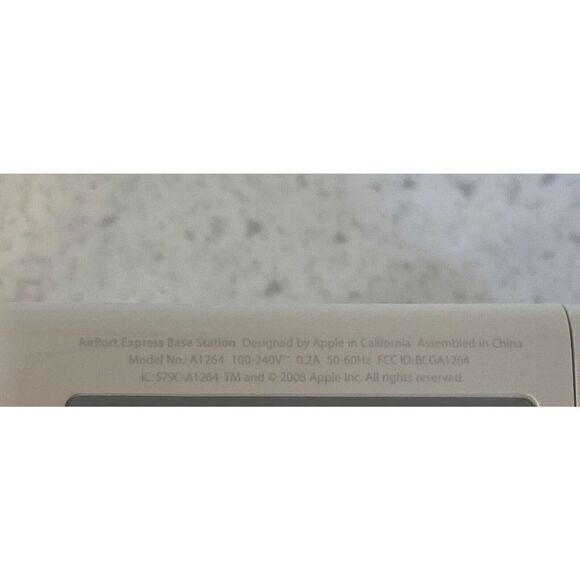 AirPort Express Base Station Designed by Apple in California Assembled in China
Model No.: A1264 100-240V~ 0.2A 50-60Hz FCC ID:BCGA1264
IC:579C-A1264 TM and © 2008 Apple Inc. All rights reserved.